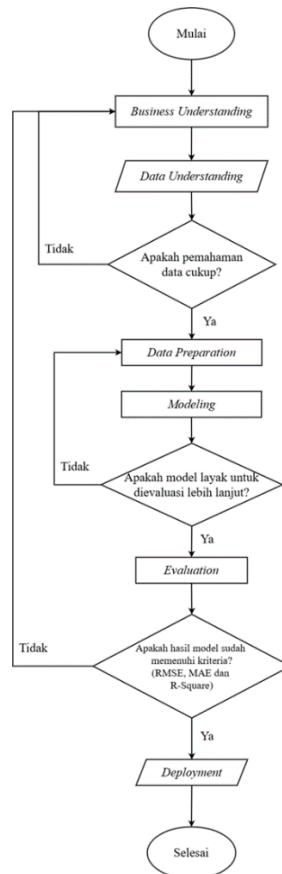 Mulai
Business Understanding
Data Understanding
Tidak
Apakah pemahaman
data cukup?
Ya
Data Preparation
Modeling
Tidak
Apakah model layak untuk
dievaluasi lebih lanjut?
Ya
Evaluation
Tidak
Apakah hasil model sudah
memenuhi kriteria?
(RMSE, MAE dan
R-Square)
Ya
Deployment
Selesai